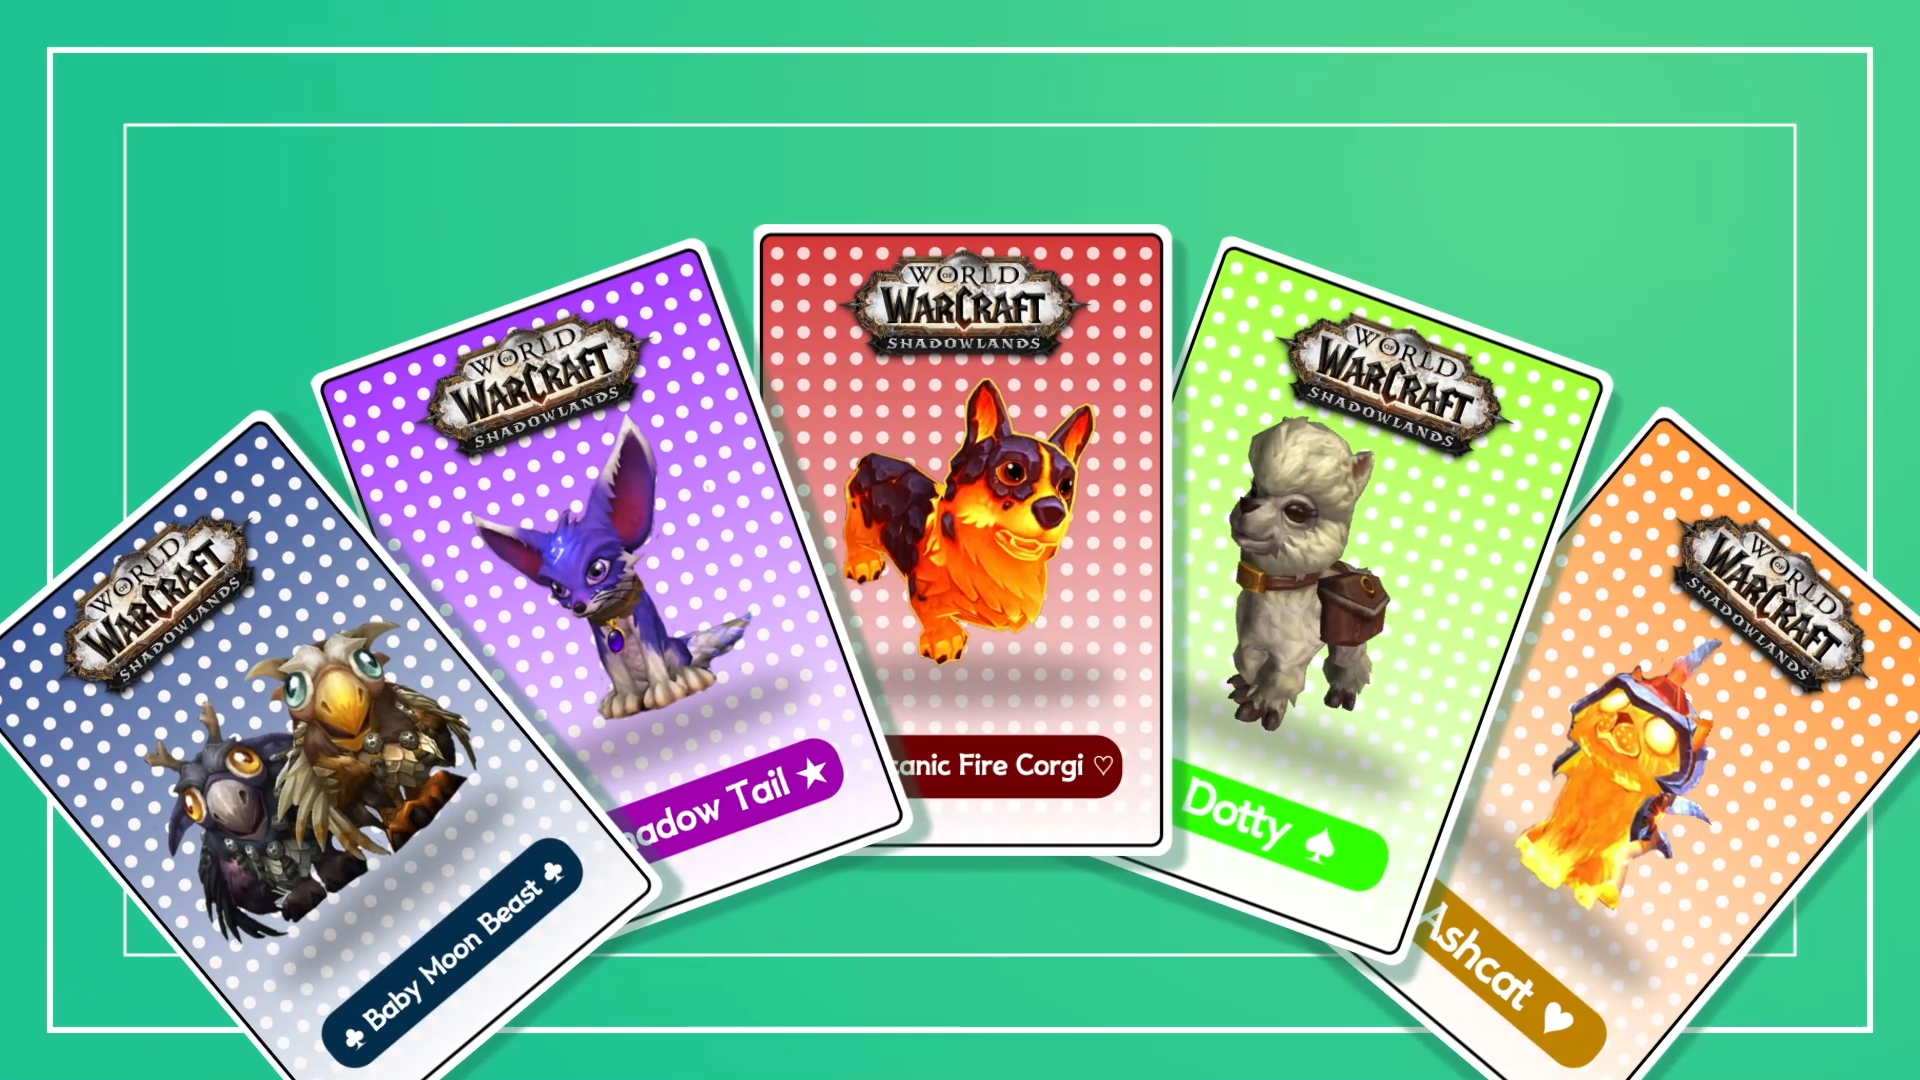 WORLD
OF
WARCRAFT
SHADOWLANDS
♣ Baby Moon Beast ♣
WORLD
OF
WARCRAFT
SHADOWLANDS
adow Tail ★
WORLD
OF
WARCRAFT
SHADOWLANDS
canic Fire Corgi ♡
WORLD
OF
WARCRAFT
SHADOWLANDS
Dotty ♠
WORLD
OF
WARCRAFT
SHADOWLANDS
Ashcat ♥